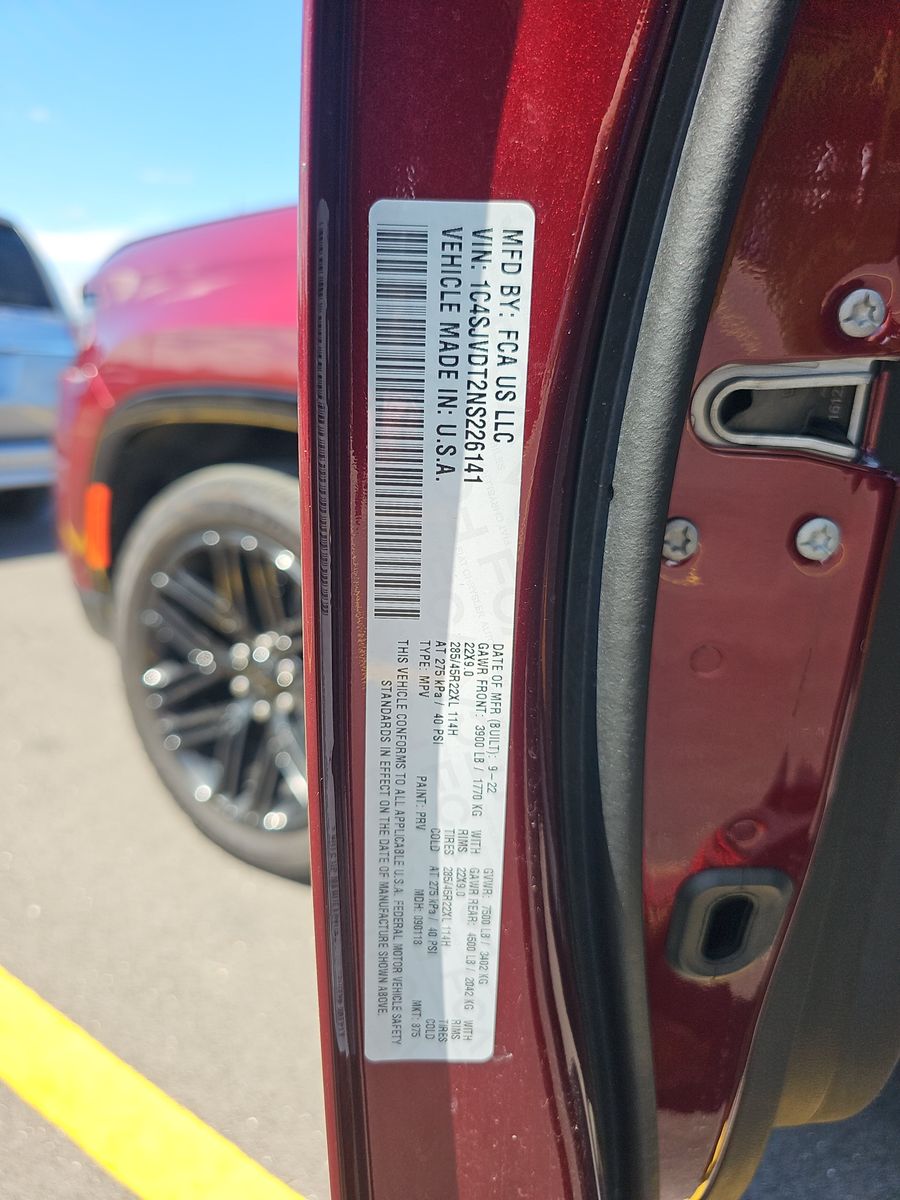 MFD BY: FCA US LLC
VIN: 1C4SJVDT2NS226141
VEHICLE MADE IN: U.S.A.
DATE OF MFR (BUILT): 9-22 GVWR: 7500 LB / 3402 KG
GAWR FRONT: 3900 LB / 1770 KG WITH GAWR REAR: 4500 LB / 2042 KG WITH
22X9.0 RIMS 22X9.0 RIMS
285/45R22XL 114H TIRES 285/45R22XL 114H TIRES
AT 275 kPa / 40 PSI COLD AT 275 kPa / 40 PSI COLD
TYPE: MPV PAINT: PRV MDH: 090118 MKT: 875
THIS VEHICLE CONFORMS TO ALL APPLICABLE U.S.A. FEDERAL MOTOR VEHICLE SAFETY
STANDARDS IN EFFECT ON THE DATE OF MANUFACTURE SHOWN ABOVE.